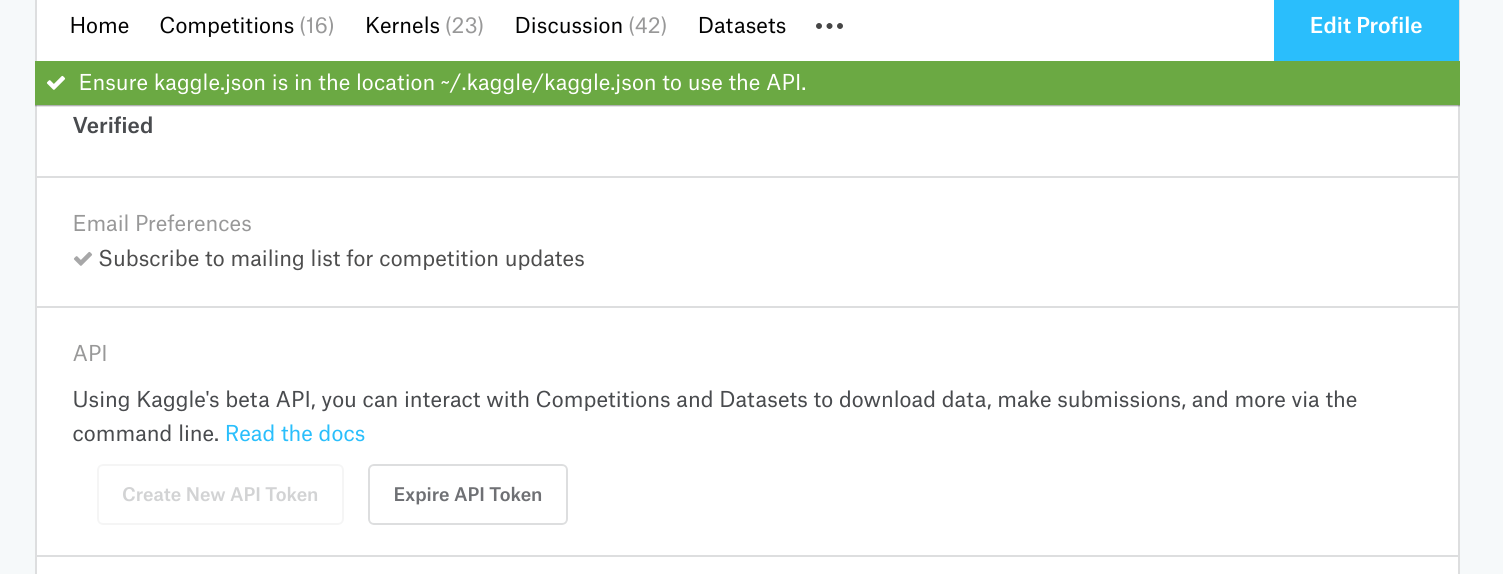 Home Competitions (16) Kernels (23) Discussion (42) Datasets ••• Edit Profile
Ensure kaggle.json is in the location ~/.kaggle/kaggle.json to use the API.
Verified
Email Preferences
Subscribe to mailing list for competition updates
API
Using Kaggle's beta API, you can interact with Competitions and Datasets to download data, make submissions, and more via the
command line. Read the docs
Create New API Token Expire API Token